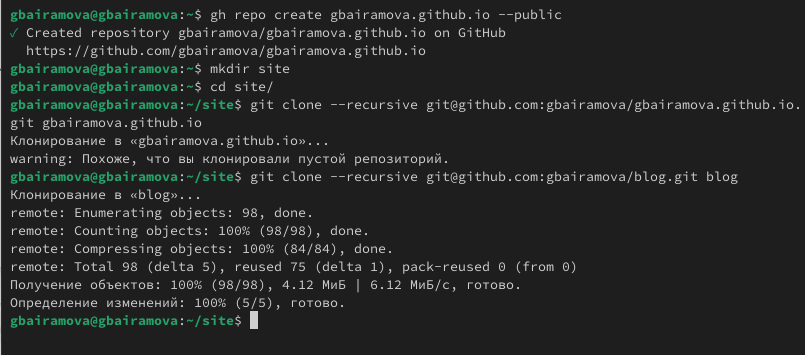 gbairamova@gbairamova:~$ gh repo create gbairamova.github.io --public
✓ Created repository gbairamova/gbairamova.github.io on GitHub
  https://github.com/gbairamova/gbairamova.github.io
gbairamova@gbairamova:~$ mkdir site
gbairamova@gbairamova:~$ cd site/
gbairamova@gbairamova:~/site$ git clone --recursive git@github.com:gbairamova/gbairamova.github.io.
git gbairamova.github.io
Клонирование в «gbairamova.github.io»...
warning: Похоже, что вы клонировали пустой репозиторий.
gbairamova@gbairamova:~/site$ git clone --recursive git@github.com:gbairamova/blog.git blog
Клонирование в «blog»...
remote: Enumerating objects: 98, done.
remote: Counting objects: 100% (98/98), done.
remote: Compressing objects: 100% (84/84), done.
remote: Total 98 (delta 5), reused 75 (delta 1), pack-reused 0 (from 0)
Получение объектов: 100% (98/98), 4.12 МиБ | 6.12 МиБ/с, готово.
Определение изменений: 100% (5/5), готово.
gbairamova@gbairamova:~/site$